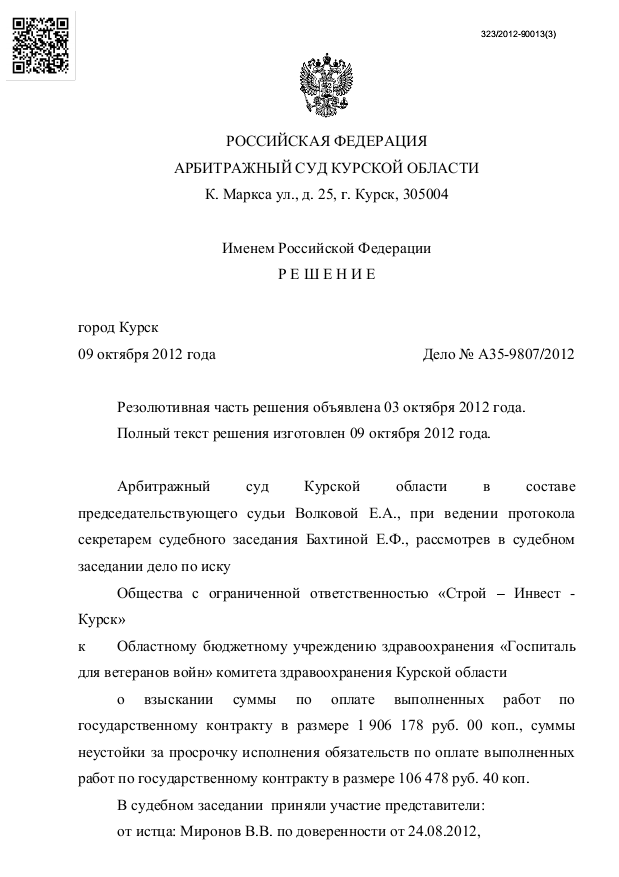 323/2012-90013(3)
РОССИЙСКАЯ ФЕДЕРАЦИЯ
АРБИТРАЖНЫЙ СУД КУРСКОЙ ОБЛАСТИ
К. Маркса ул., д. 25, г. Курск, 305004
Именем Российской Федерации
Р Е Ш Е Н И Е
город Курск
09 октября 2012 года Дело № А35-9807/2012
Резолютивная часть решения объявлена 03 октября 2012 года.
Полный текст решения изготовлен 09 октября 2012 года.
Арбитражный суд Курской области в составе
председательствующего судьи Волковой Е.А., при ведении протокола
секретарем судебного заседания Бахтиной Е.Ф., рассмотрев в судебном
заседании дело по иску
Общества с ограниченной ответственностью «Строй – Инвест -
Курск»
к Областному бюджетному учреждению здравоохранения «Госпиталь
для ветеранов войн» комитета здравоохранения Курской области
о взыскании суммы по оплате выполненных работ по
государственному контракту в размере 1 906 178 руб. 00 коп., суммы
неустойки за просрочку исполнения обязательств по оплате выполненных
работ по государственному контракту в размере 106 478 руб. 40 коп.
В судебном заседании приняли участие представители:
от истца: Миронов В.В. по доверенности от 24.08.2012,